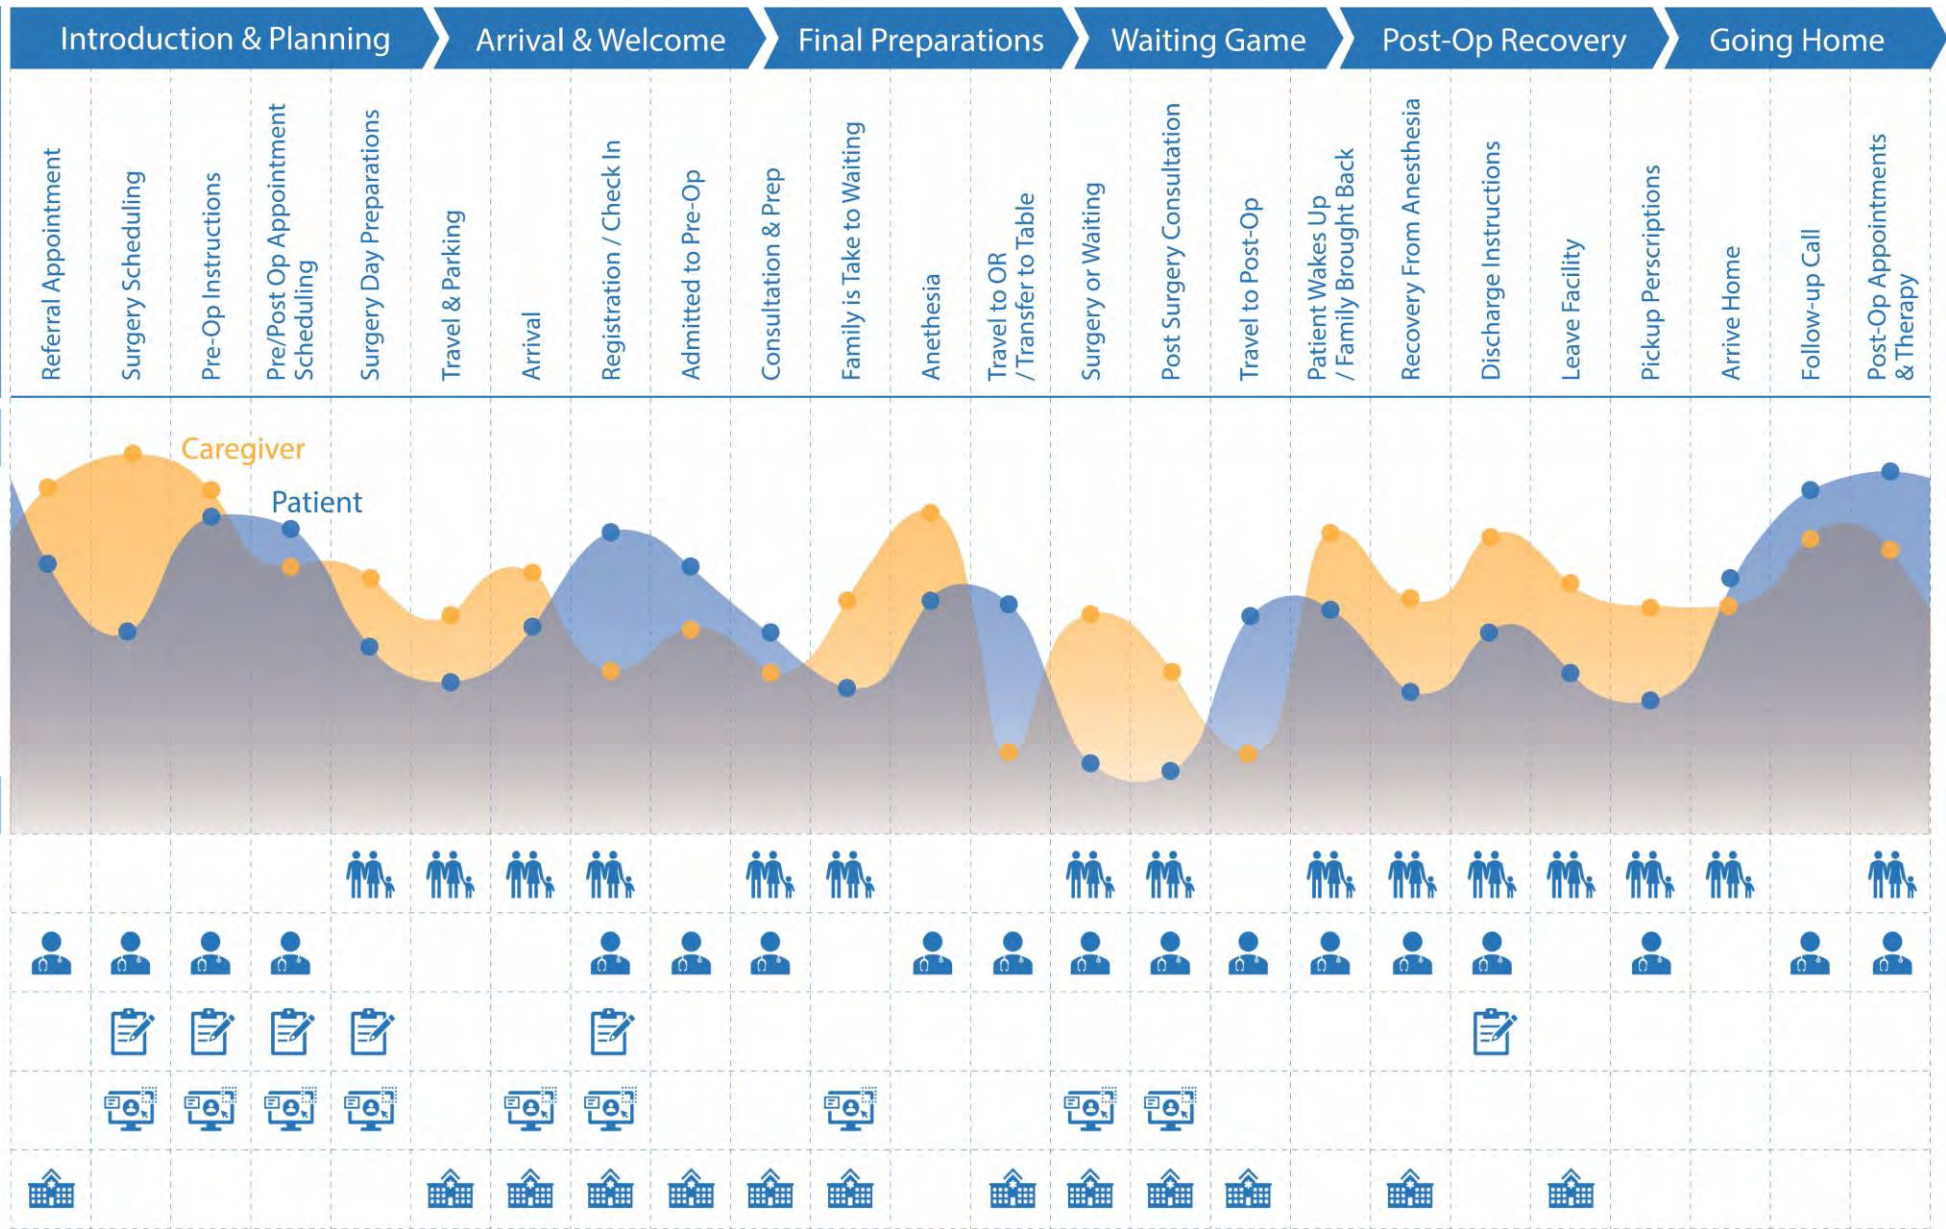 Introduction & Planning
Arrival & Welcome
Final Preparations
Waiting Game
Post-Op Recovery
Going Home
Referral Appointment
Surgery Scheduling
Pre-Op Instructions
Pre/Post Op Appointment
Scheduling
Surgery Day Preparations
Travel & Parking
Arrival
Registration / Check In
Admitted to Pre-Op
Consultation & Prep
Family is Take to Waiting
Anethesia
Travel to OR
/ Transfer to Table
Surgery or Waiting
Post Surgery Consultation
Travel to Post-Op
Patient Wakes Up
/ Family Brought Back
Recovery From Anesthesia
Discharge Instructions
Leave Facility
Pickup Perscriptions
Arrive Home
Follow-up Call
Post-Op Appointments
& Therapy
Caregiver
Patient